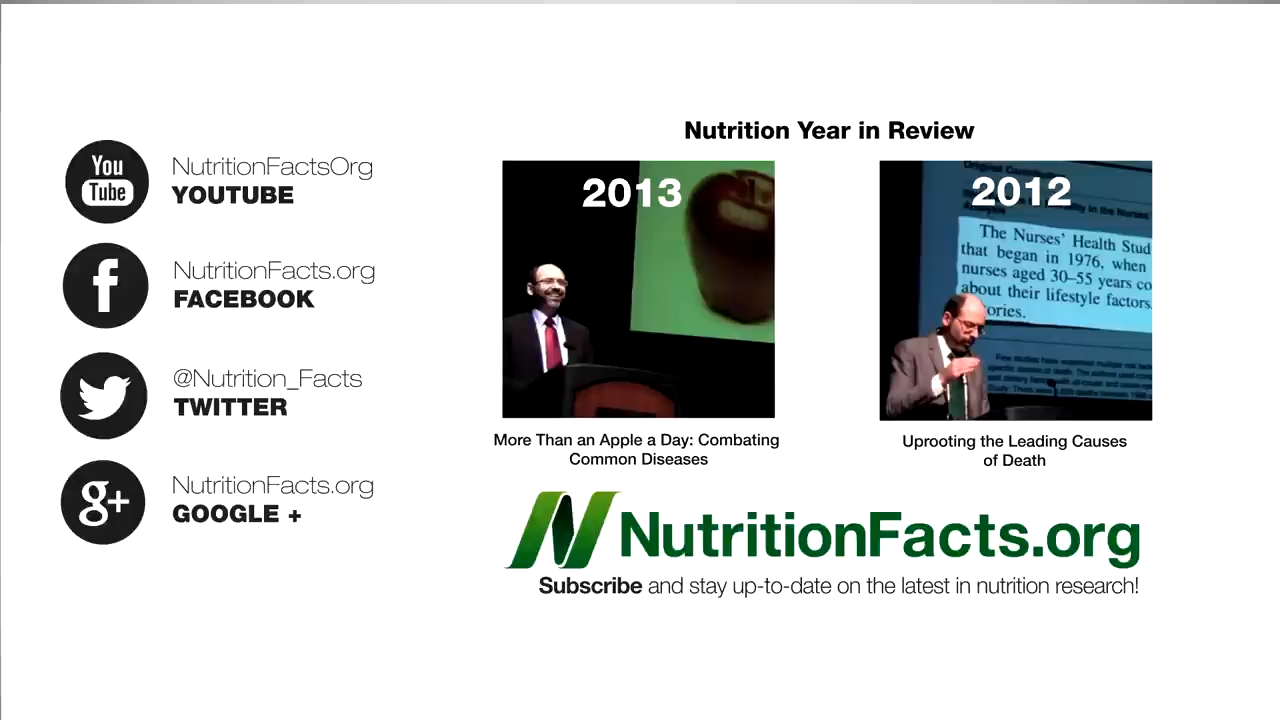 You
Tube
NutritionFactsOrg
YOUTUBE
f
NutritionFacts.org
FACEBOOK
@Nutrition_Facts
TWITTER
g+
NutritionFacts.org
GOOGLE +
Nutrition Year in Review
2013
More Than an Apple a Day: Combating
Common Diseases
2012
The Nurses' Health Stud
that began in 1976, when
nurses aged 30–55 years co
about their lifestyle factors
ories.
Uprooting the Leading Causes
of Death
NutritionFacts.org
Subscribe and stay up-to-date on the latest in nutrition research!